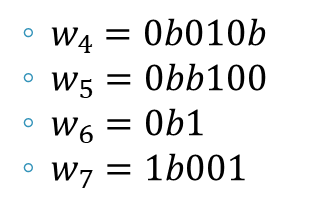 ◦ w₄ = 0b010b
◦ w₅ = 0bb100
◦ w₆ = 0b1
◦ w₇ = 1b001